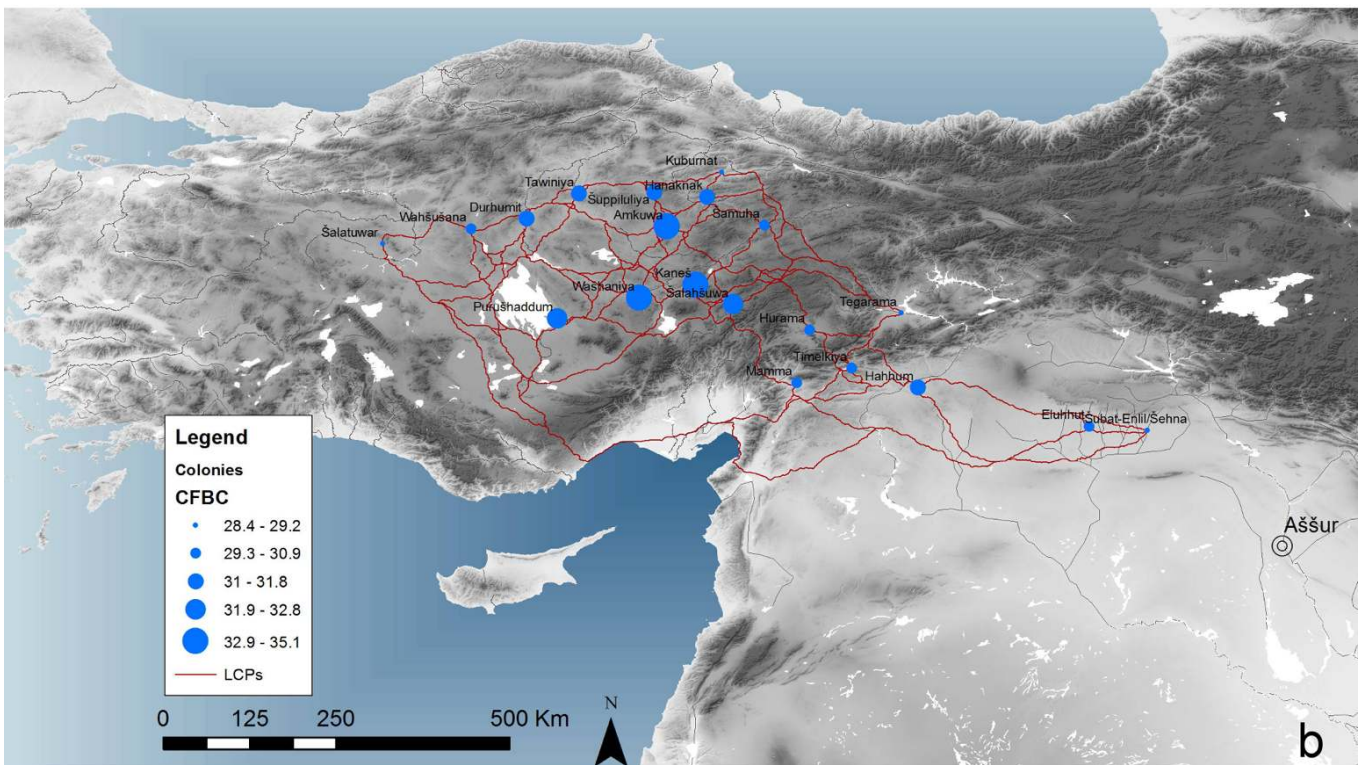 Kuburnat
Tawiniya
Hanaknak
Šuppiluliya
Durhumit
Amkuwa
Šamuha
Wahšušana
Šalatuwar
Kaneš
Washaniya
Šalahšuwa
Purušhaddum
Tegarama
Hurama
Timelkiya
Mamma
Hahhum
Eluhhut
Šubat-Enlil/Šehna
Aššur
Legend
Colonies
CFBC
28.4 - 29.2
29.3 - 30.9
31 - 31.8
31.9 - 32.8
32.9 - 35.1
LCPs
N
0 125 250 500 Km
b